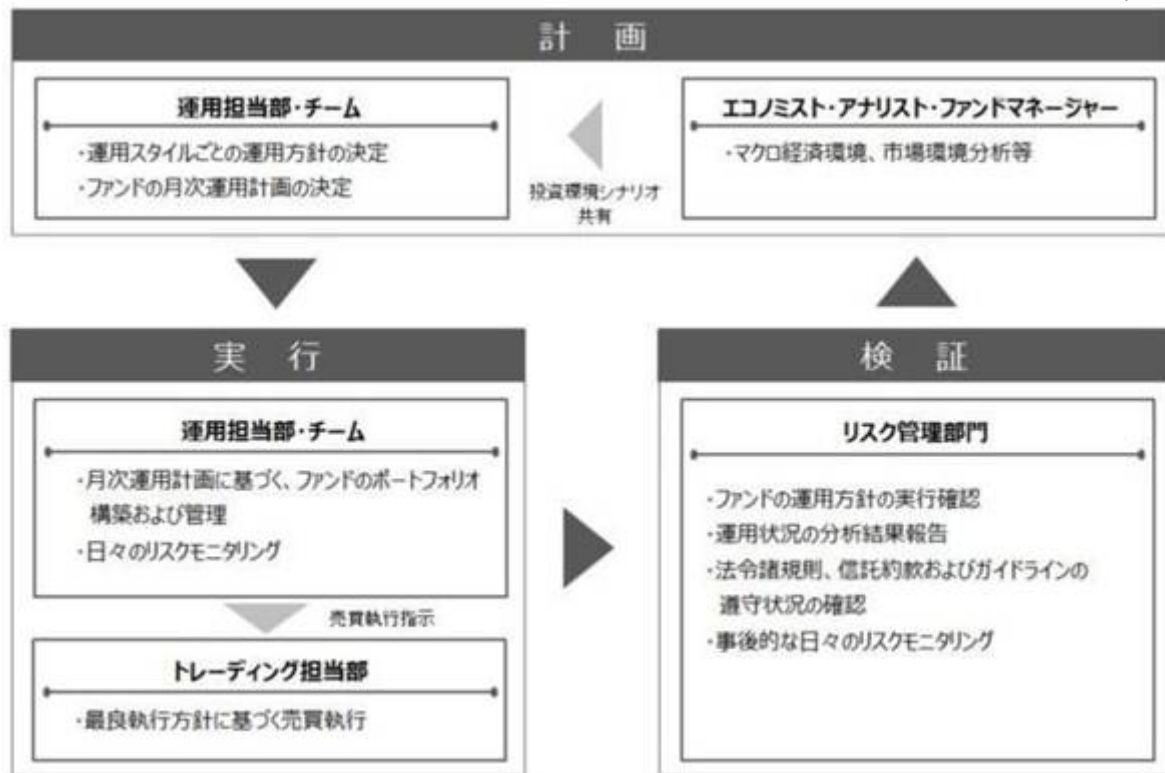 計 画
運用担当部・チーム
・運用スタイルごとの運用方針の決定
・ファンドの月次運用計画の決定
投資環境シナリオ
共有
エコノミスト・アナリスト・ファンドマネージャー
・マクロ経済環境、市場環境分析等
実 行
運用担当部・チーム
・月次運用計画に基づく、ファンドのポートフォリオ
構築および管理
・日々のリスクモニタリング
売買執行指示
トレーディング担当部
・最良執行方針に基づく売買執行
検 証
リスク管理部門
・ファンドの運用方針の実行確認
・運用状況の分析結果報告
・法令諸規則、信託約款およびガイドラインの
遵守状況の確認
・事後的な日々のリスクモニタリング